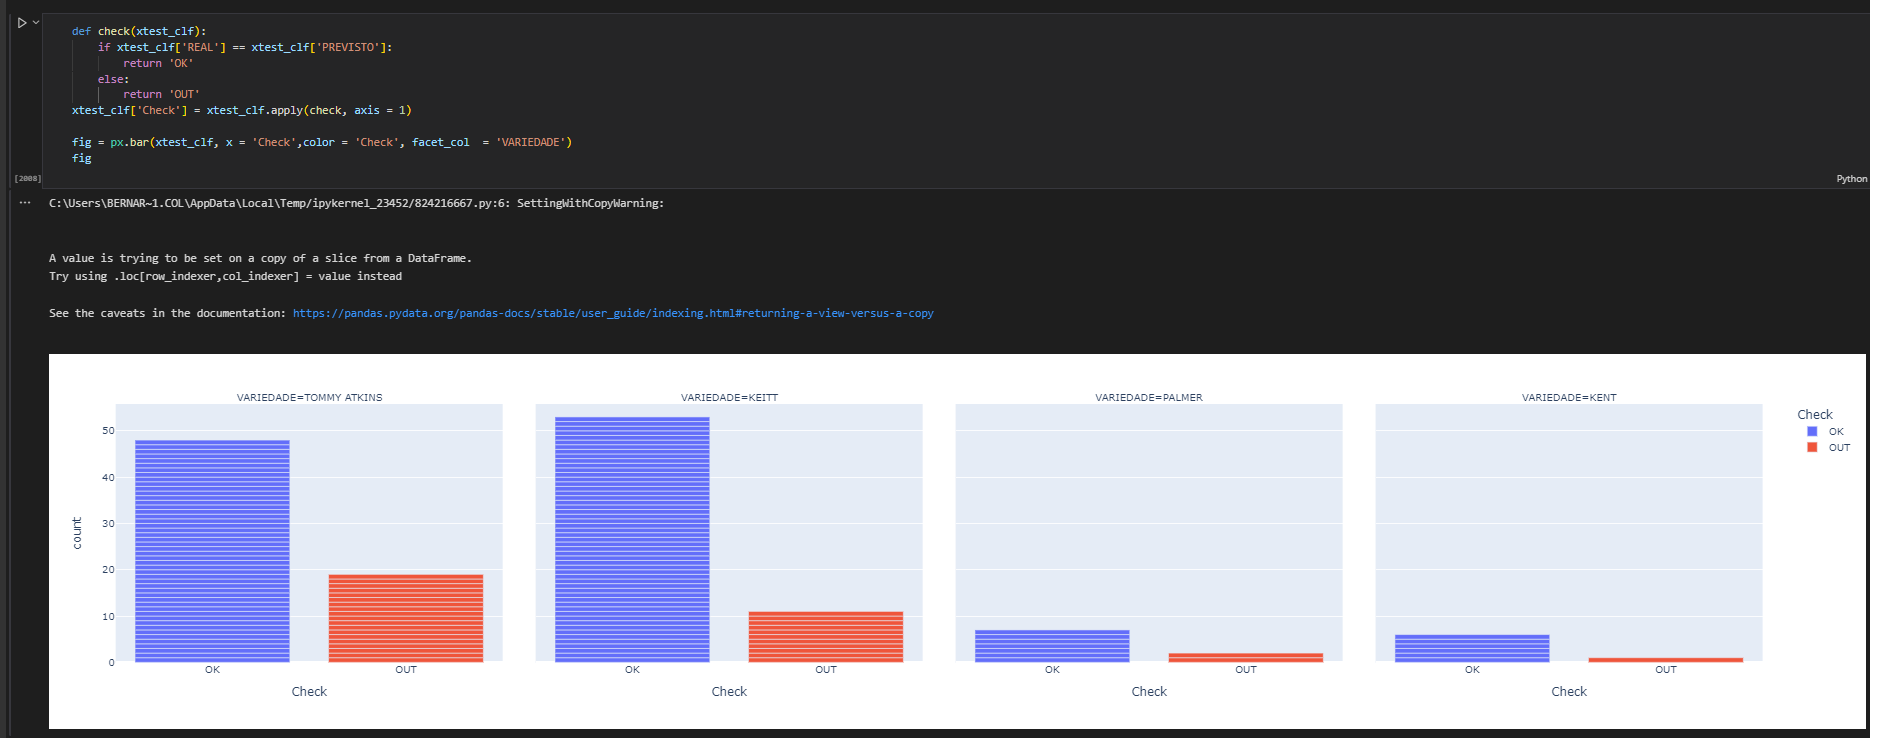 def check(xtest_clf):
    if xtest_clf['REAL'] == xtest_clf['PREVISTO']:
        return 'OK'
    else:
        return 'OUT'
xtest_clf['Check'] = xtest_clf.apply(check, axis = 1)
fig = px.bar(xtest_clf, x = 'Check',color = 'Check', facet_col  = 'VARIEDADE')
fig
[2008]
Python
C:\Users\BERNAR~1.COL\AppData\Local\Temp/ipykernel_23452/824216667.py:6: SettingWithCopyWarning:
A value is trying to be set on a copy of a slice from a DataFrame.
Try using .loc[row_indexer,col_indexer] = value instead
See the caveats in the documentation: https://pandas.pydata.org/pandas-docs/stable/user_guide/indexing.html#returning-a-view-versus-a-copy
VARIEDADE=TOMMY ATKINS
VARIEDADE=KEITT
VARIEDADE=PALMER
VARIEDADE=KENT
Check
OK
OUT
50
40
30
20
10
0
count
OK
OUT
OK
OUT
OK
OUT
OK
OUT
Check
Check
Check
Check